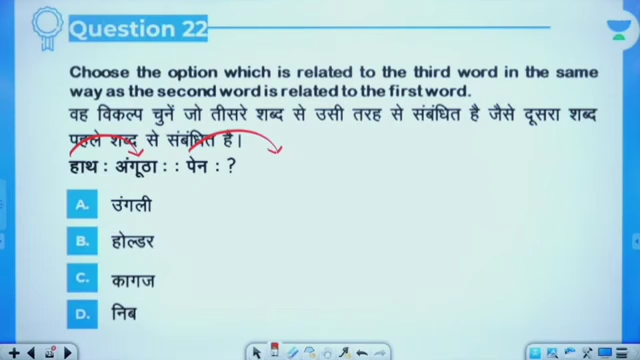 Question 22
Choose the option which is related to the third word in the same
way as the second word is related to the first word.
वह विकल्प चुनें जो तीसरे शब्द से उसी तरह से संबंधित है जैसे दूसरा शब्द
पहले शब्द से संबंधित है।
हाथ : अंगूठा : : पेन : ?
A. उंगली
B. होल्डर
C. कागज
D. निब